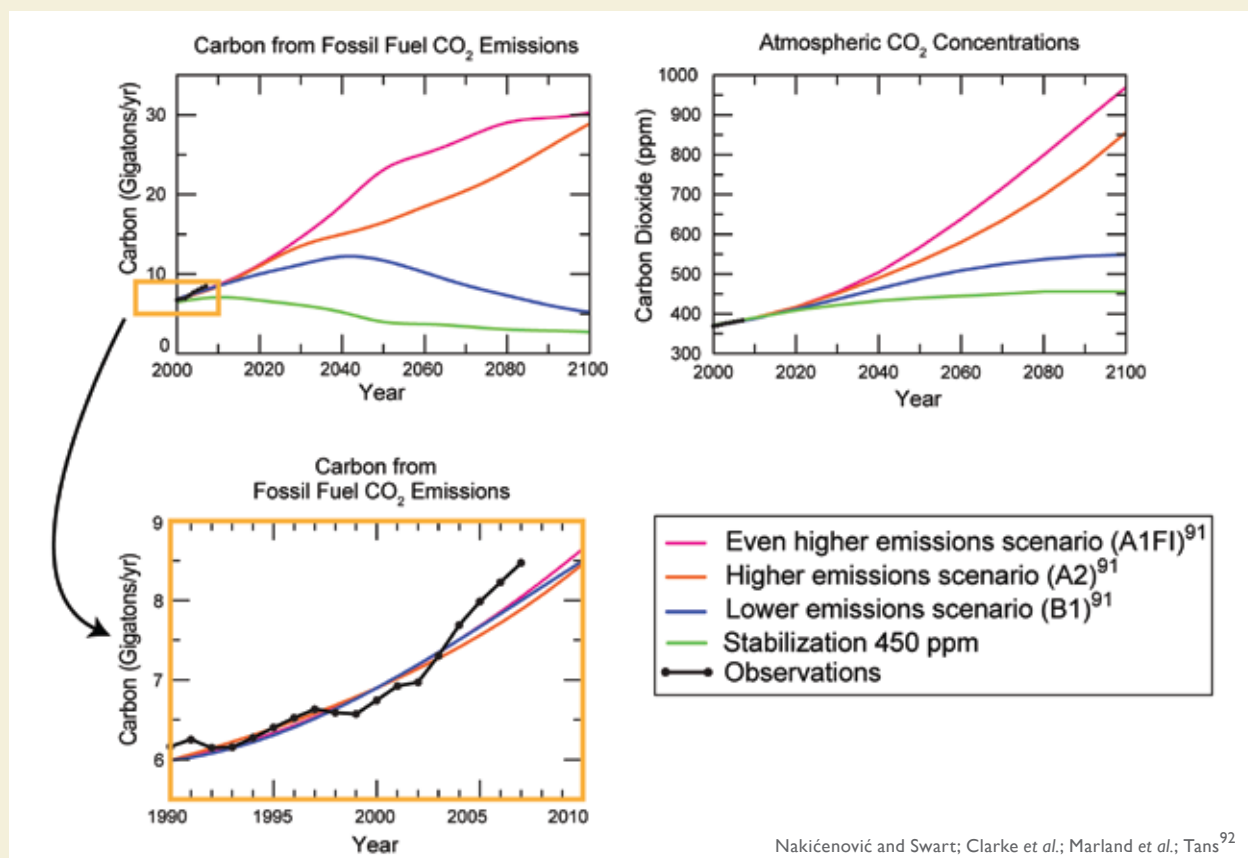 Carbon from Fossil Fuel CO₂ Emissions
Carbon (Gigatons/yr)
30
20
10
0
2000 2020 2040 2060 2080 2100
Year
Atmospheric CO₂ Concentrations
Carbon Dioxide (ppm)
1000
900
800
700
600
500
400
300
2000 2020 2040 2060 2080 2100
Year
Carbon from
Fossil Fuel CO₂ Emissions
Carbon (Gigatons/yr)
9
8
7
6
1990 1995 2000 2005 2010
Year
Even higher emissions scenario (A1FI)⁹¹
Higher emissions scenario (A2)⁹¹
Lower emissions scenario (B1)⁹¹
Stabilization 450 ppm
Observations
Nakićenović and Swart; Clarke et al.; Marland et al.; Tans⁹²